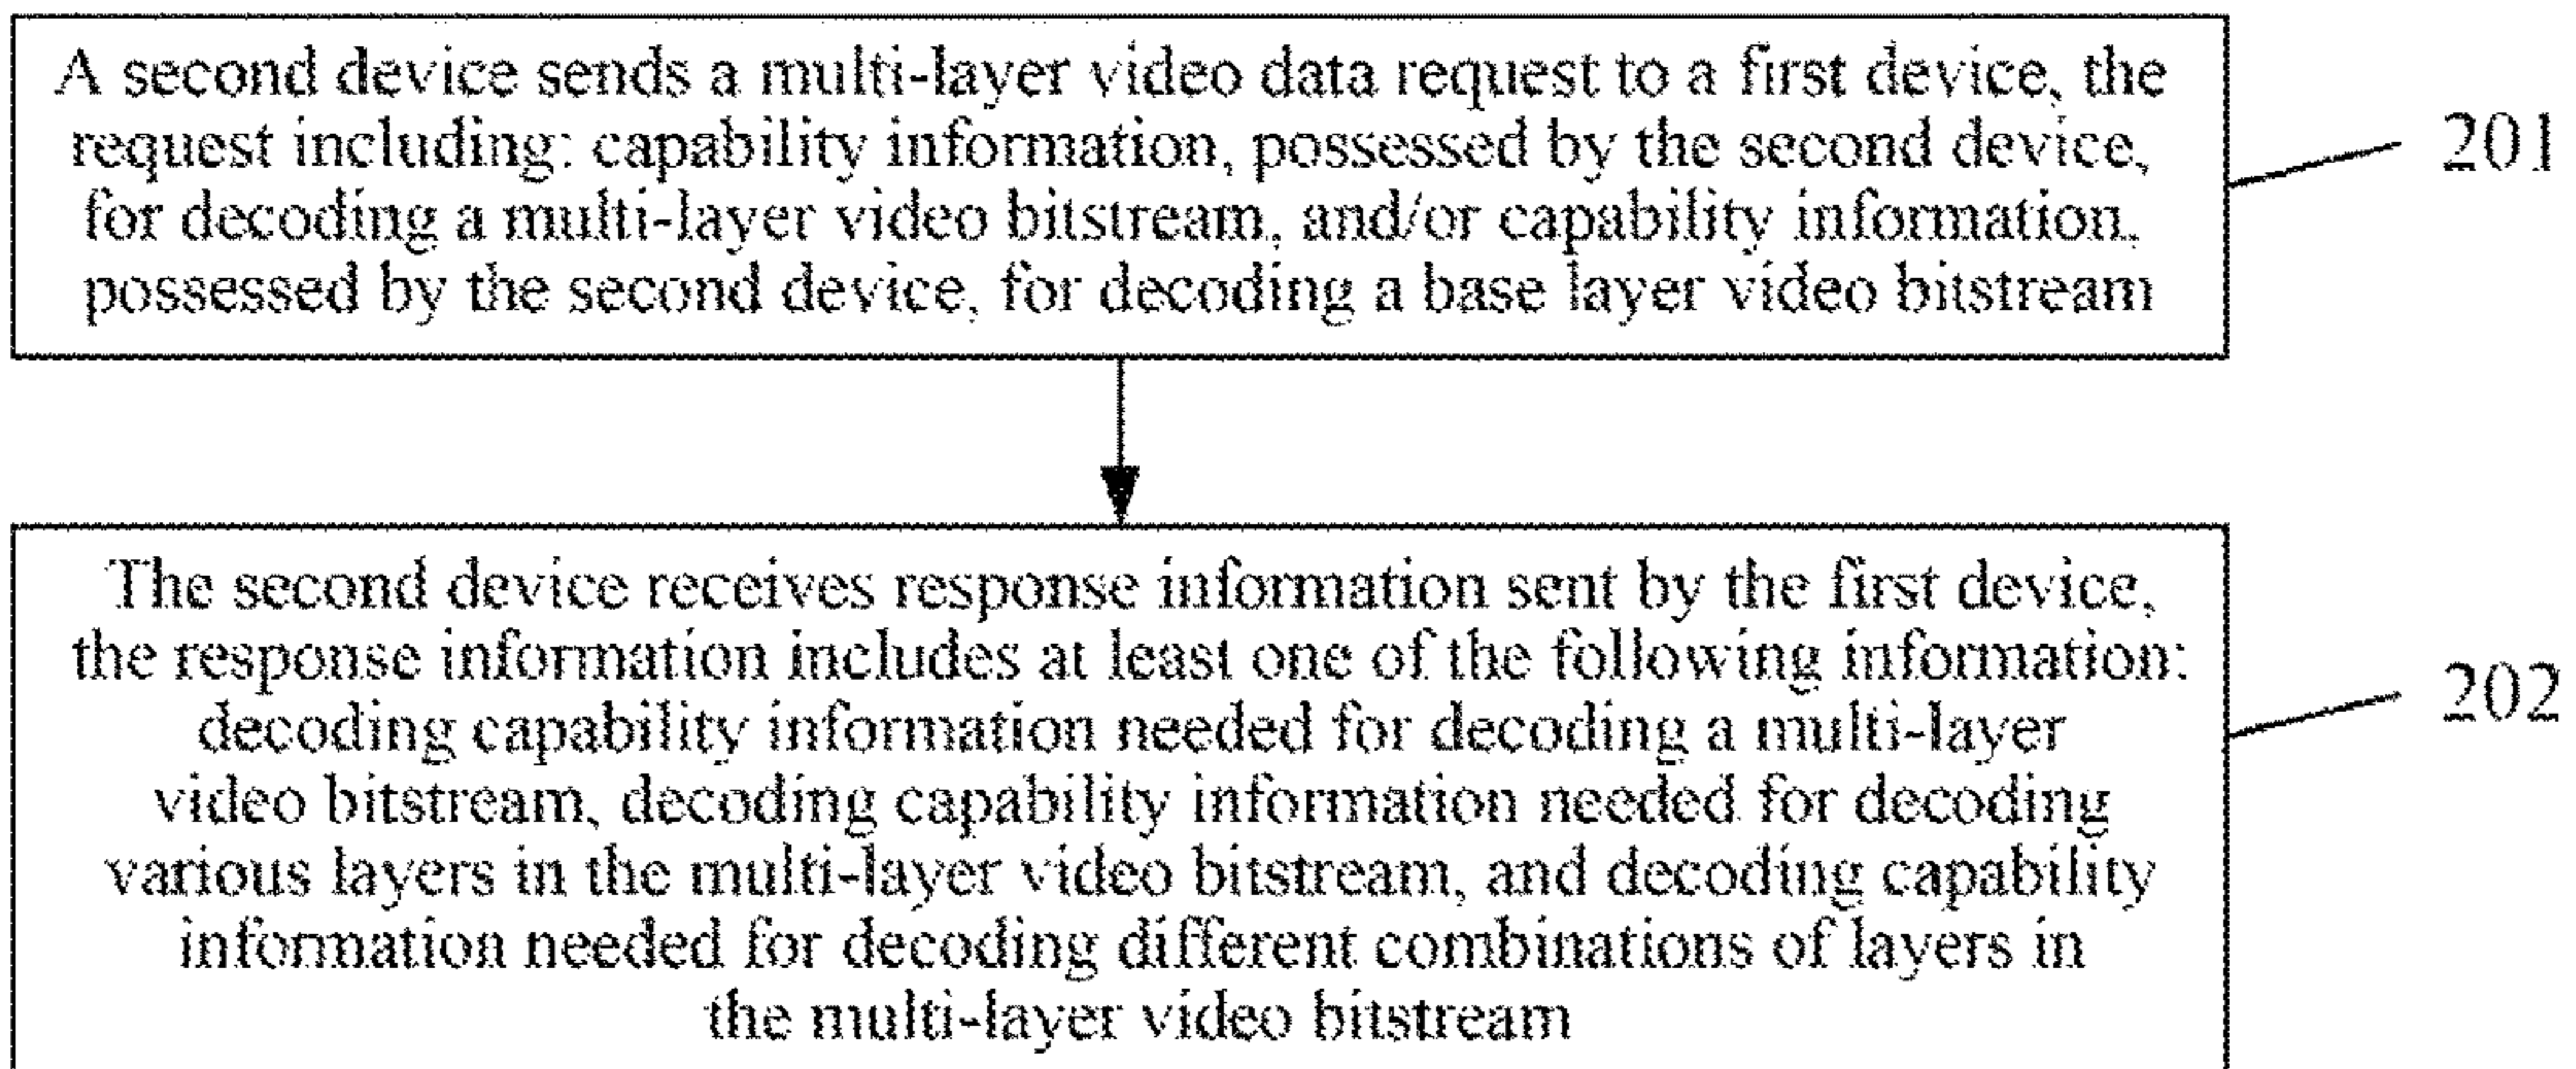 A second device sends a multi-layer video data request to a first device, the
request including: capability information, possessed by the second device,
for decoding a multi-layer video bitstream, and/or capability information,
possessed by the second device, for decoding a base layer video bitstream
201
The second device receives response information sent by the first device,
the response information includes at least one of the following information:
decoding capability information needed for decoding a multi-layer
video bitstream, decoding capability information needed for decoding
various layers in the multi-layer video bitstream, and decoding capability
information needed for decoding different combinations of layers in
the multi-layer video bitstream
202